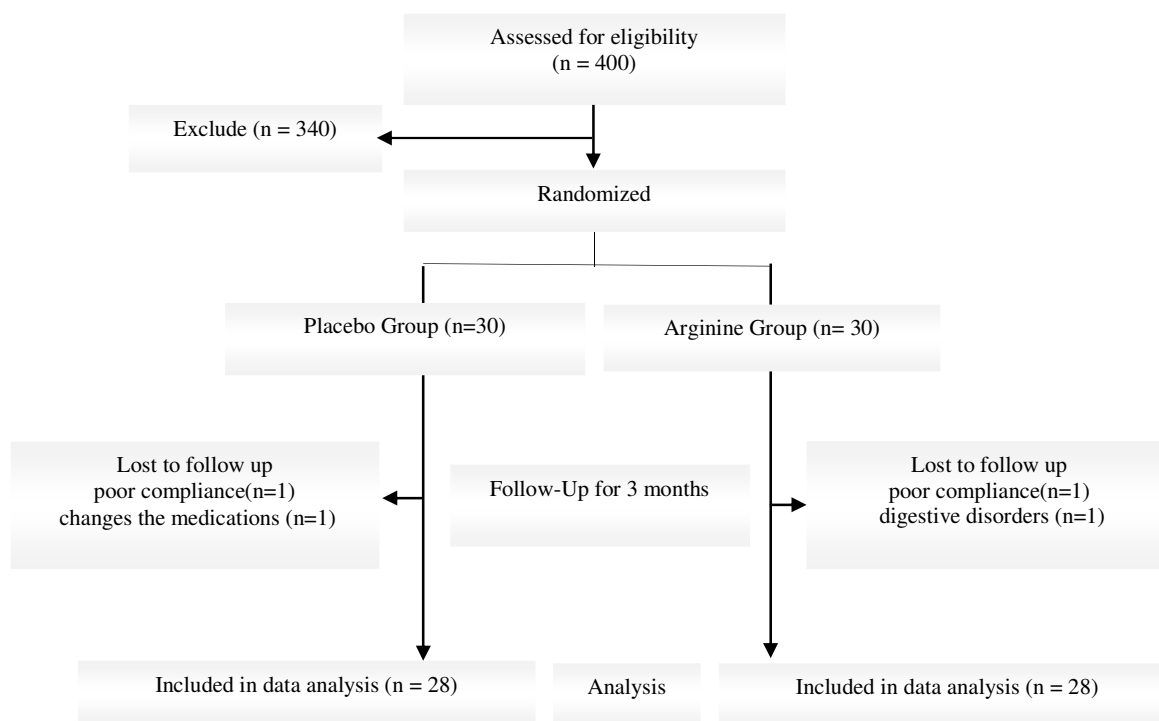 Assessed for eligibility
(n = 400)
Exclude (n = 340)
Randomized
Placebo Group (n=30)
Arginine Group (n= 30)
Lost to follow up
poor compliance(n=1)
changes the medications (n=1)
Follow-Up for 3 months
Lost to follow up
poor compliance(n=1)
digestive disorders (n=1)
Included in data analysis (n = 28)
Analysis
Included in data analysis (n = 28)